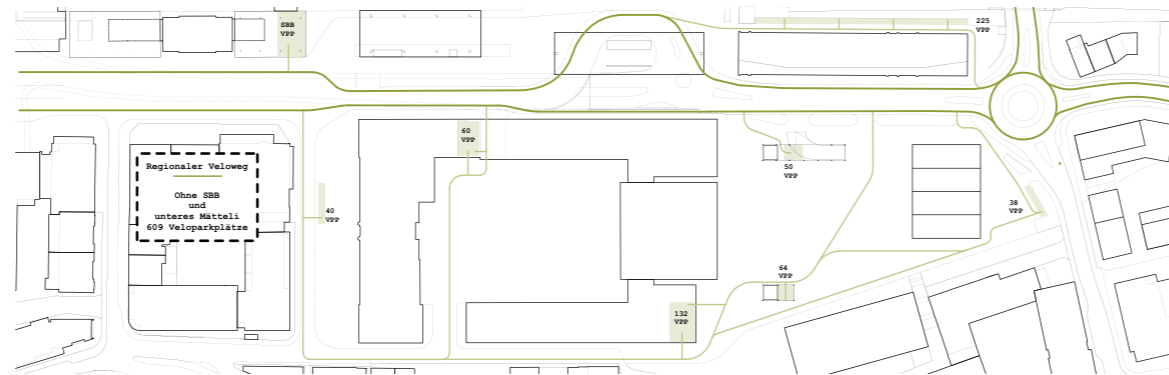 SBB
VPP
225
VPP
60
VPP
Regionaler Veloweg
Ohne SBB
und
unteres Mätteli
609 Veloparkplätze
40
VPP
50
VPP
38
VPP
64
VPP
132
VPP